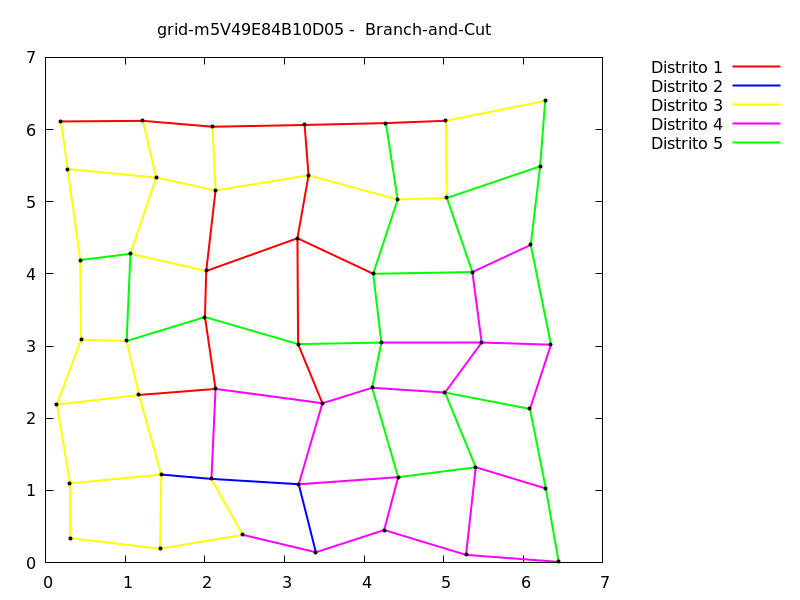 grid-m5V49E84B10D05 -  Branch-and-Cut
Distrito 1
Distrito 2
Distrito 3
Distrito 4
Distrito 5
7
6
5
4
3
2
1
0
0 1 2 3 4 5 6 7